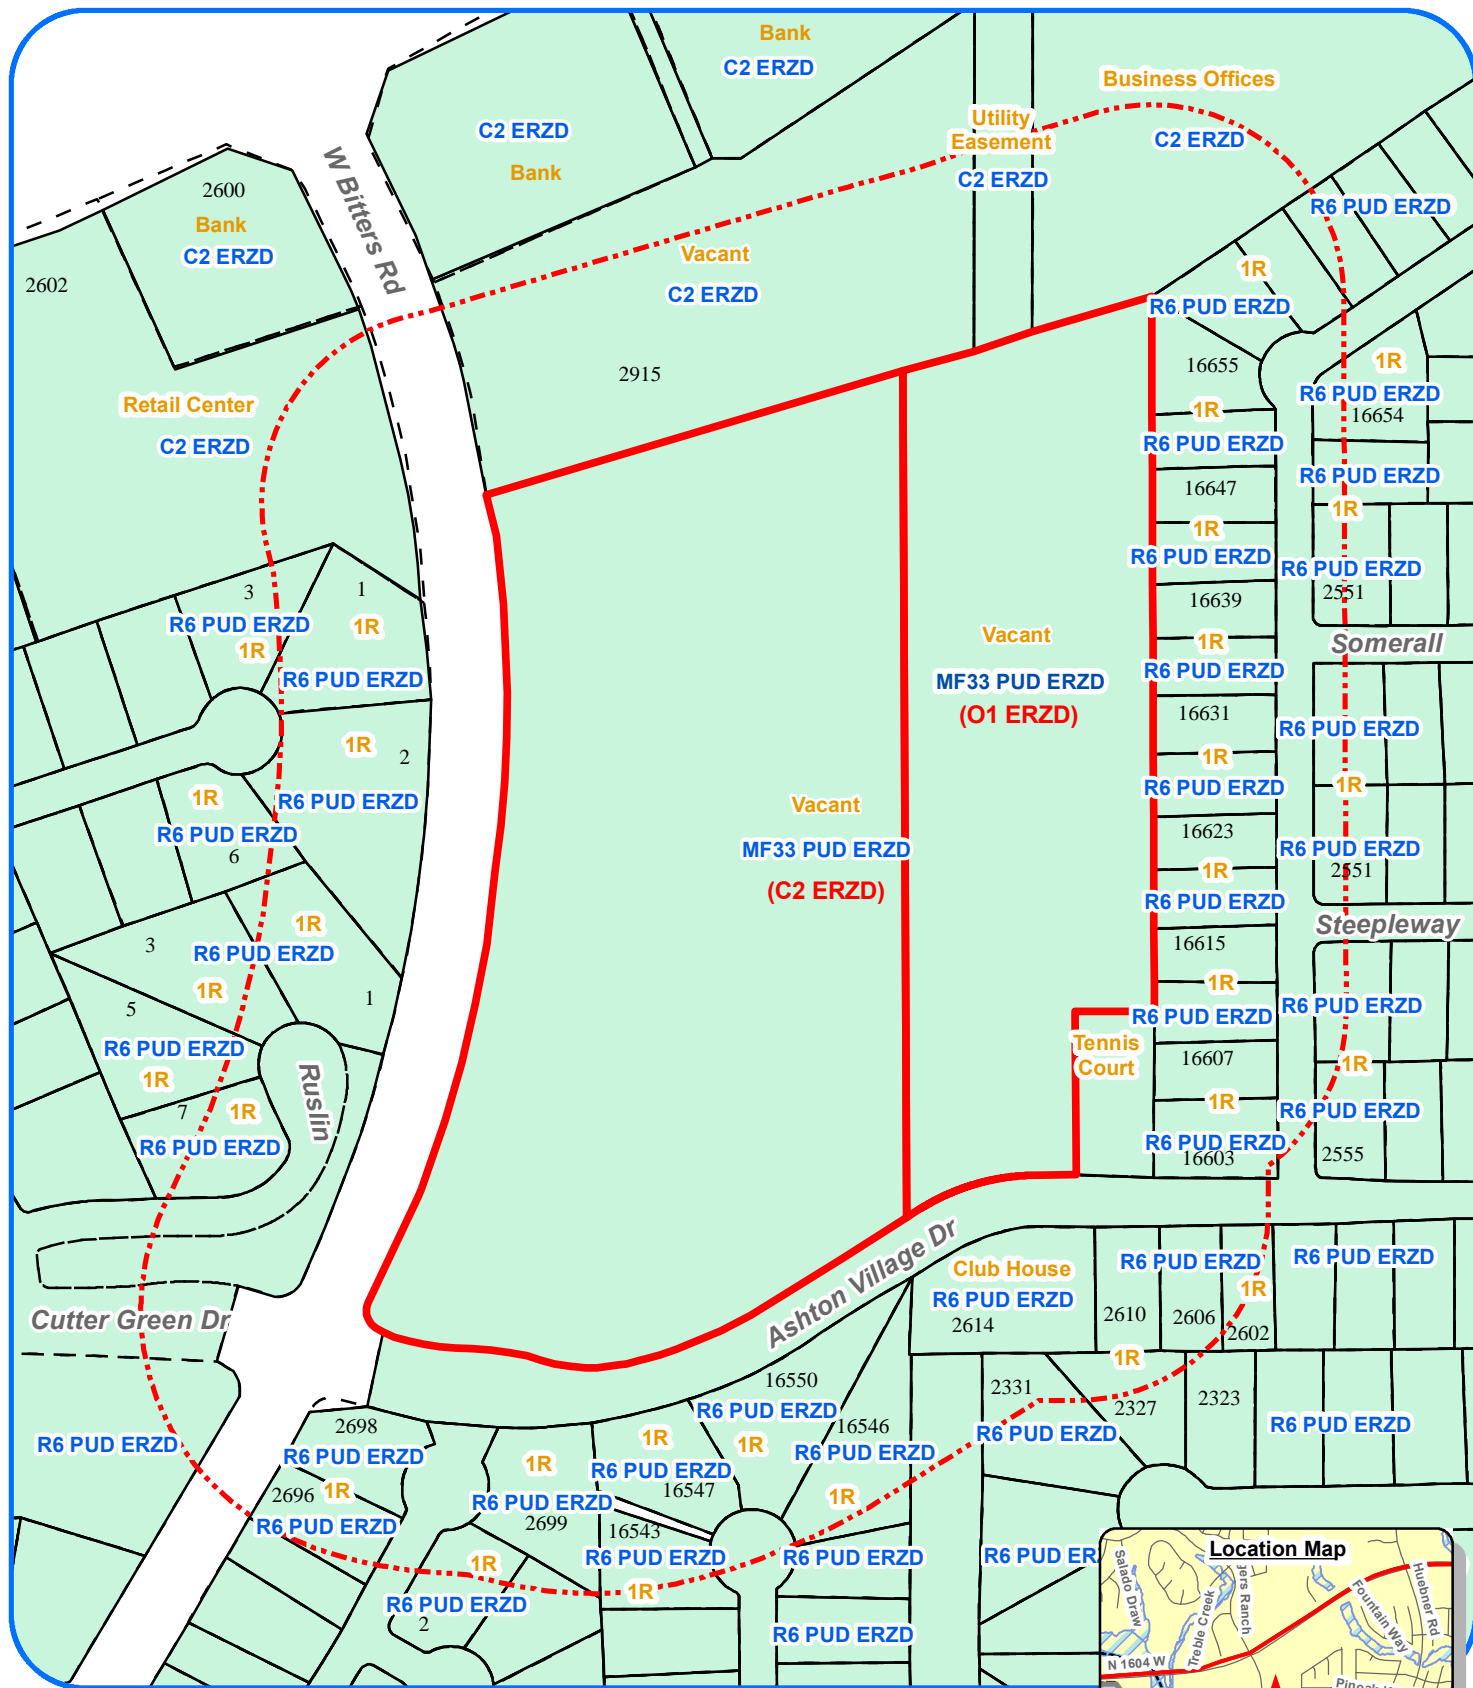 Bank
C2 ERZD
Business Offices
C2 ERZD
Utility
Easement
C2 ERZD
C2 ERZD
Bank
W Bitters Rd
2600
Bank
C2 ERZD
2602
Vacant
C2 ERZD
2915
R6 PUD ERZD
1R
R6 PUD ERZD
16655
1R
R6 PUD ERZD
16654
1R
R6 PUD ERZD
R6 PUD ERZD
16647
1R
1R
R6 PUD ERZD
R6 PUD ERZD
2551
16639
1R
R6 PUD ERZD
Somerall
16631
1R
R6 PUD ERZD
R6 PUD ERZD
1R
16623
1R
R6 PUD ERZD
R6 PUD ERZD
2551
Steepleway
16615
1R
R6 PUD ERZD
R6 PUD ERZD
Tennis
Court
16607
1R
1R
R6 PUD ERZD
R6 PUD ERZD
16603
2555
Retail Center
C2 ERZD
3
R6 PUD ERZD
1R
1
1R
R6 PUD ERZD
1R
2
R6 PUD ERZD
1R
R6 PUD ERZD
6
1R
R6 PUD ERZD
3
1R
1
5
R6 PUD ERZD
1R
7
1R
R6 PUD ERZD
Ruslin
Vacant
MF33 PUD ERZD
(O1 ERZD)
Vacant
MF33 PUD ERZD
(C2 ERZD)
Ashton Village Dr
Cutter Green Dr
Club House
R6 PUD ERZD
2614
R6 PUD ERZD
1R
2610
2606
2602
R6 PUD ERZD
1R
2331
2327
2323
R6 PUD ERZD
R6 PUD ERZD
16550
R6 PUD ERZD
1R
16546
R6 PUD ERZD
1R
1R
R6 PUD ERZD
16547
1R
R6 PUD ERZD
2699
16543
R6 PUD ERZD
1R
R6 PUD ERZD
R6 PUD ERZD
R6 PUD ER
2698
R6 PUD ERZD
1R
2696
R6 PUD ERZD
R6 PUD ERZD
1R
R6 PUD ERZD
2
Location Map
Salado Draw
Treble Creek
gers Ranch
Fountain Way
Huebner Rd
N 1604 W